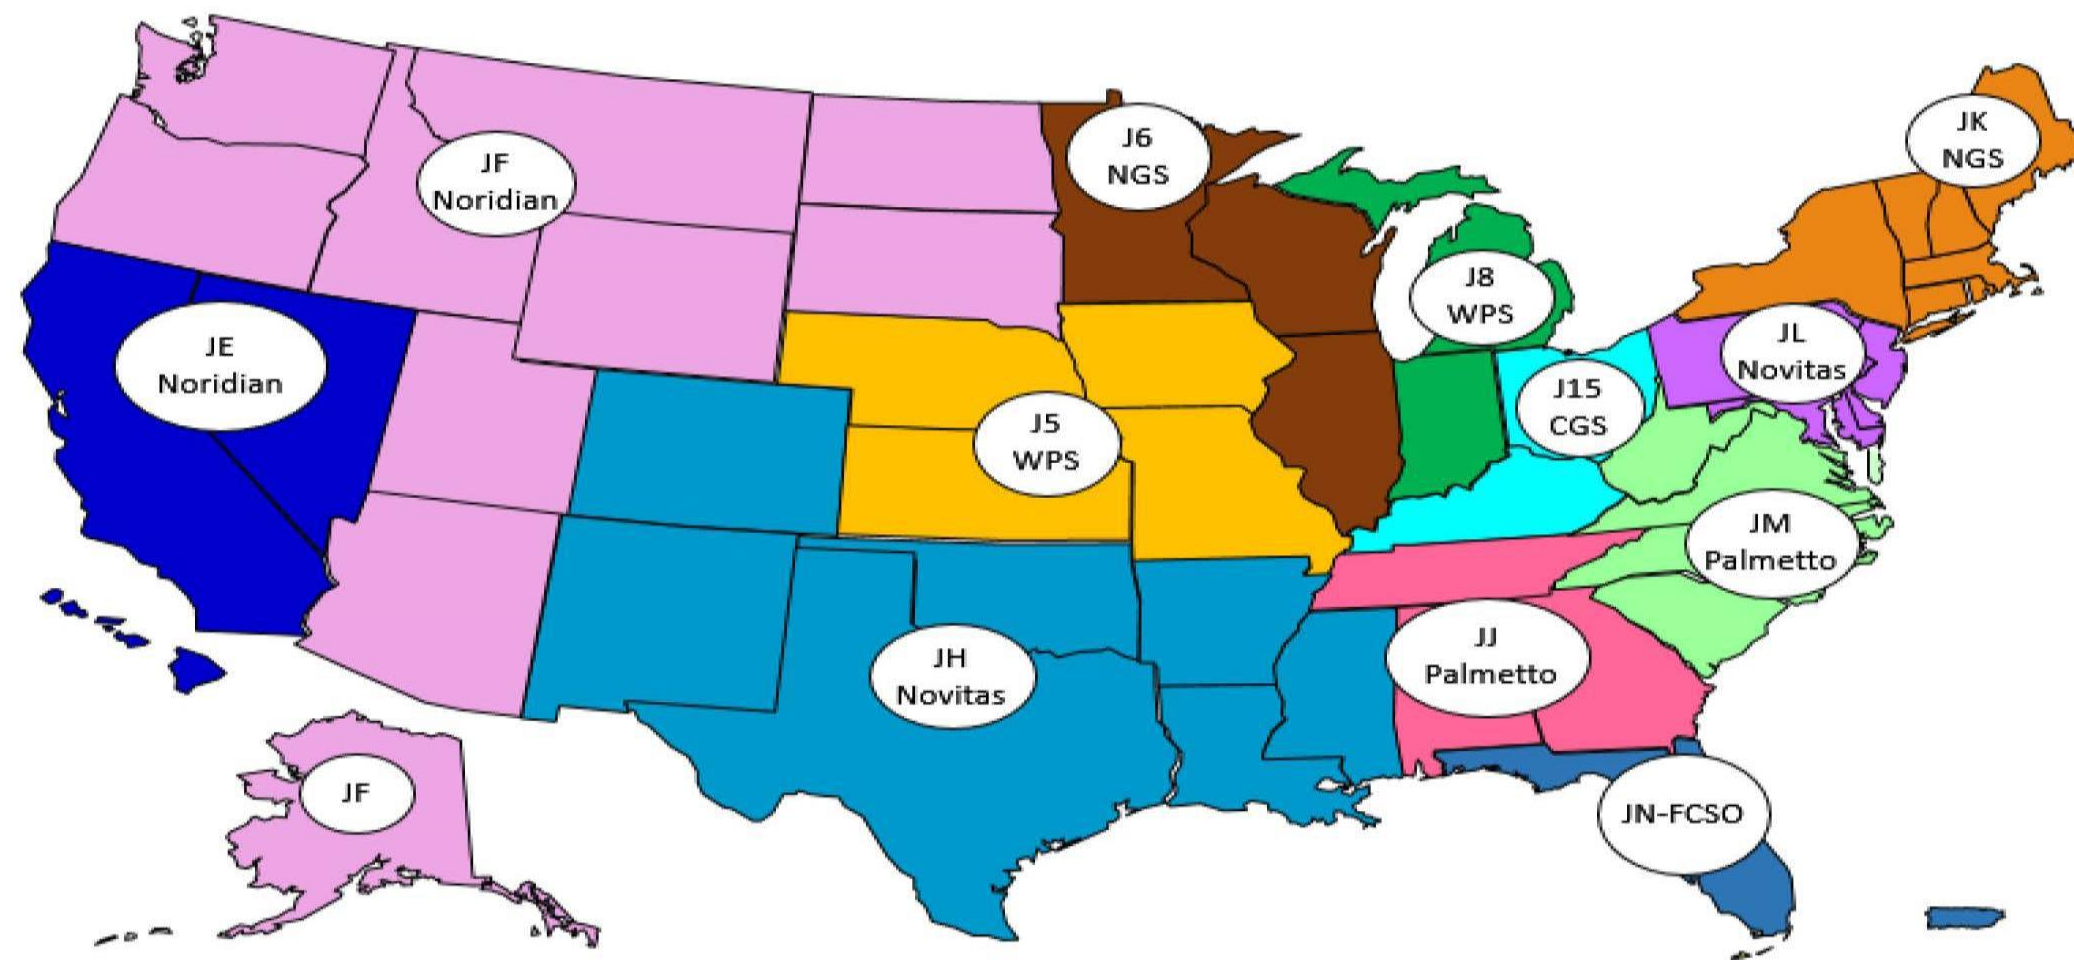 JF
Noridian
J6
NGS
JK
NGS
J8
WPS
JE
Noridian
JL
Novitas
J15
CGS
J5
WPS
JM
Palmetto
JH
Novitas
JJ
Palmetto
JF
JN-FCSO